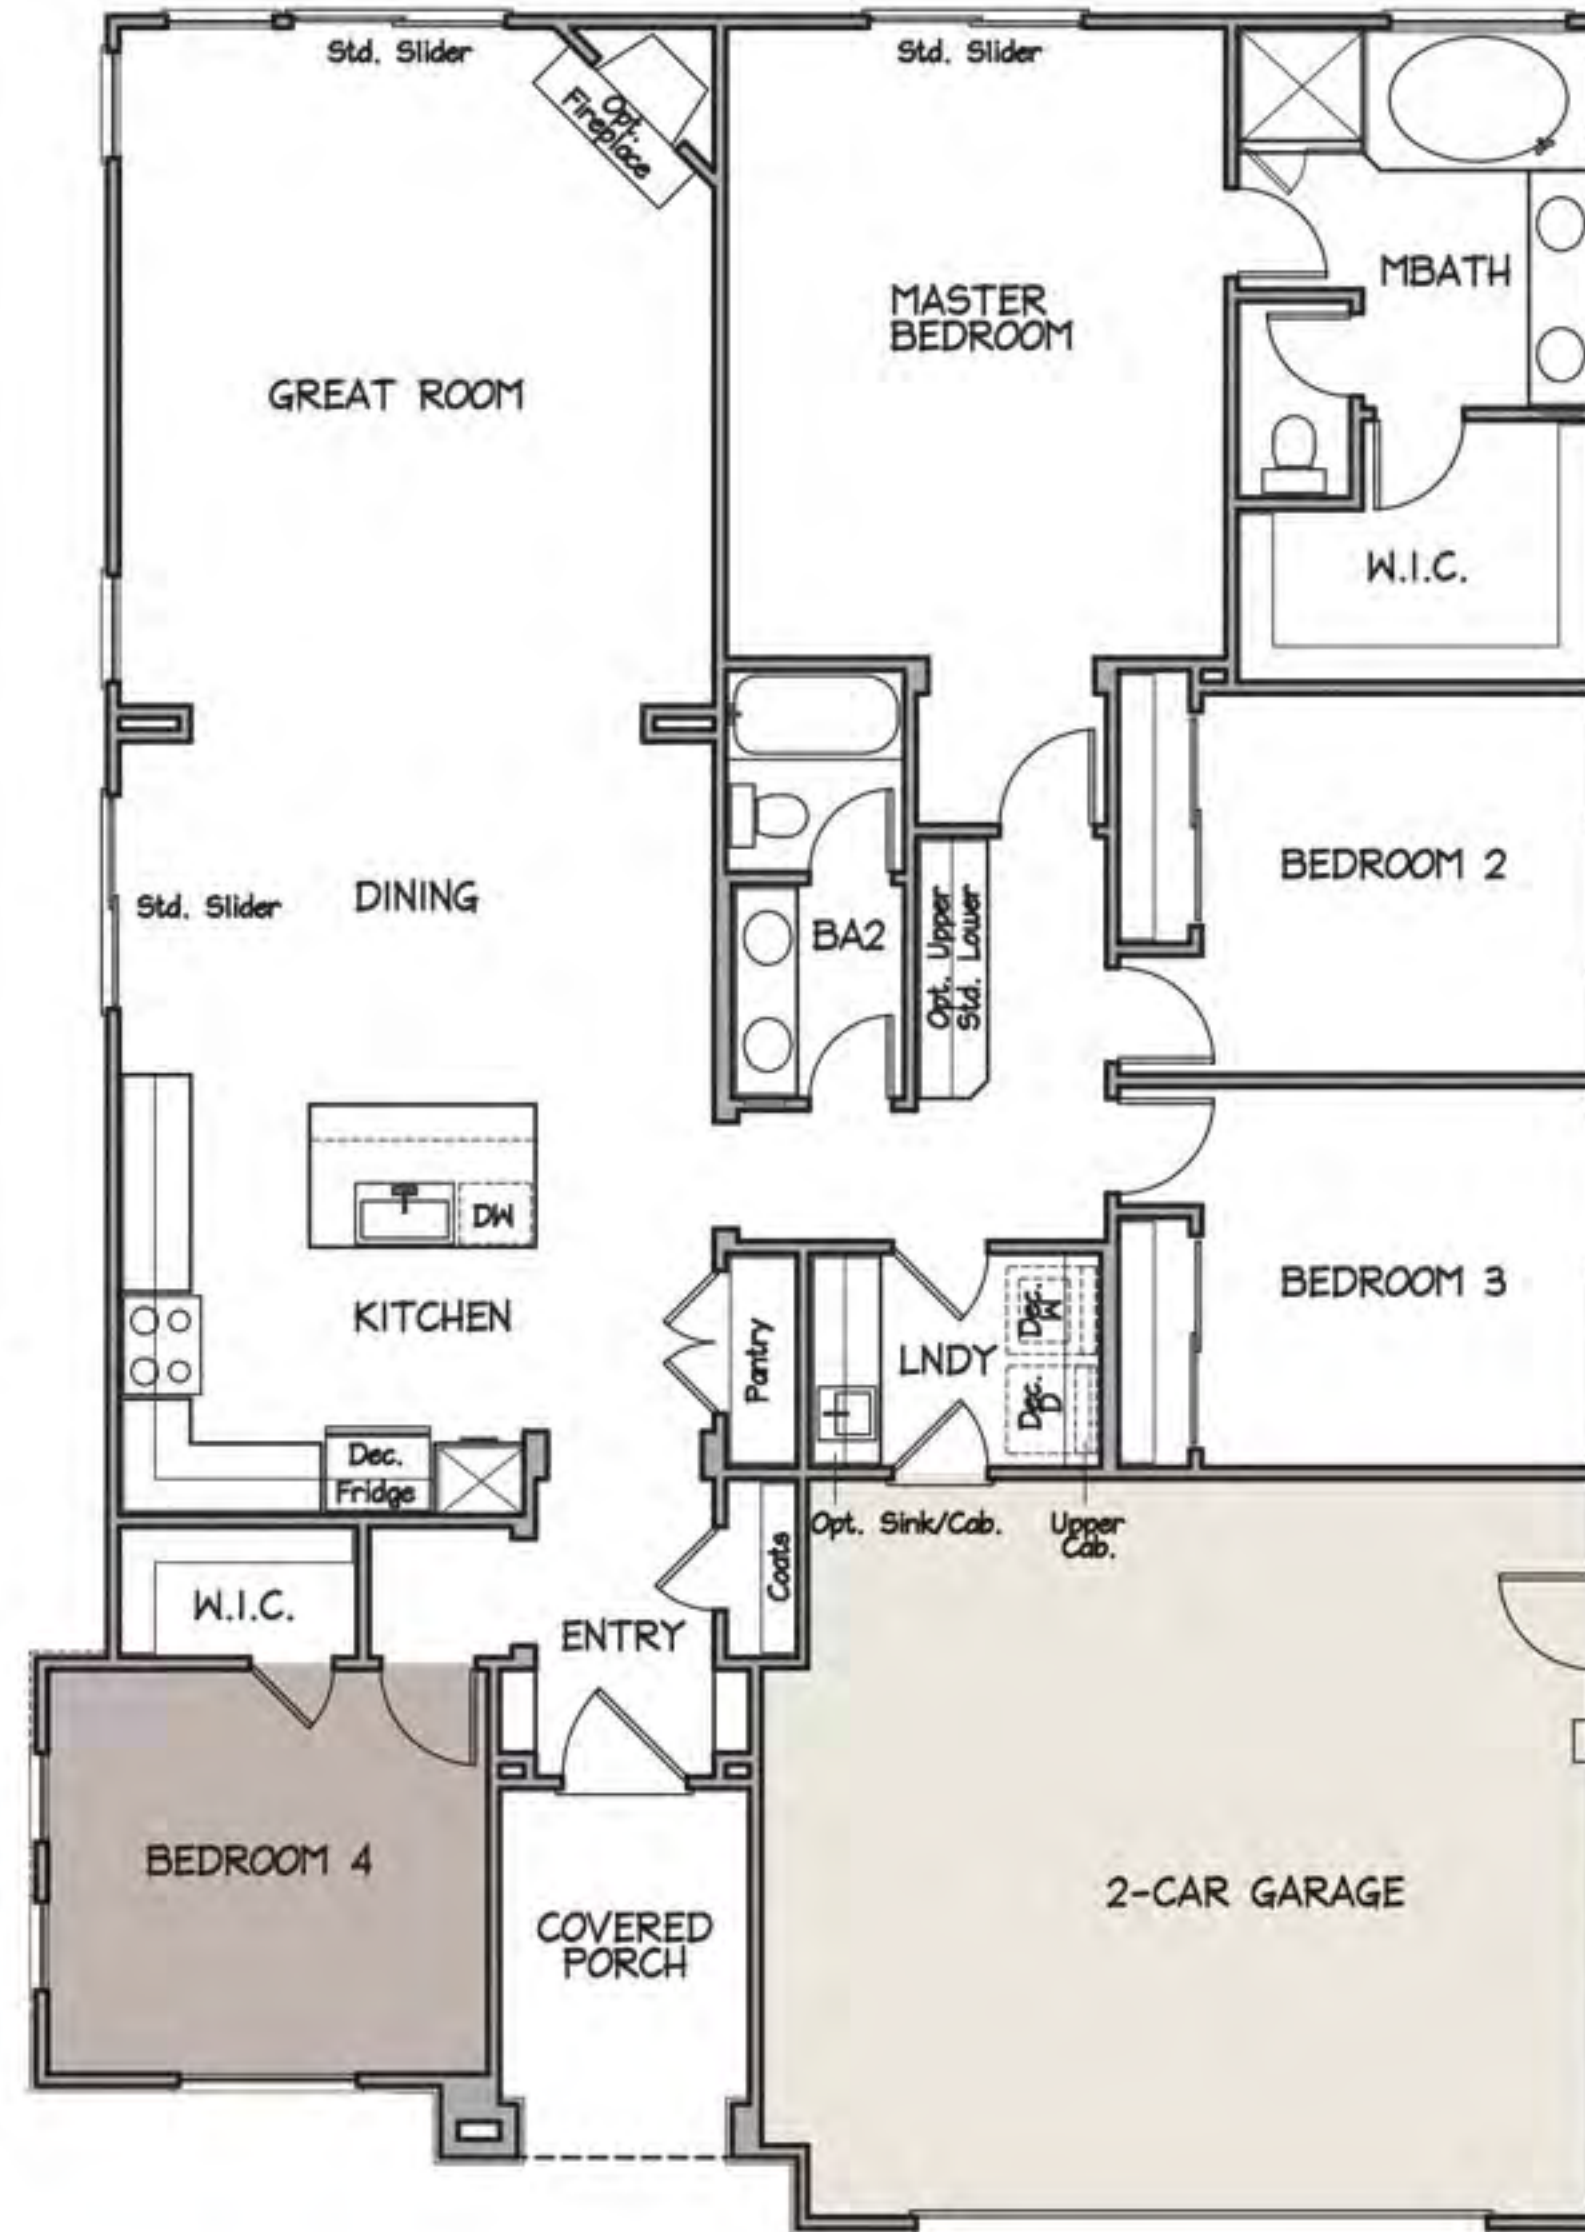 Std. Slider
Std. Slider
Opt.
Fireplace
MBATH
MASTER
BEDROOM
GREAT ROOM
W.I.C.
BEDROOM 2
DINING
Std. Slider
BA2
Opt. Upper
Std. Lower
DW
BEDROOM 3
KITCHEN
Pantry
LNDY
Dec.
W
Dec.
D
Dec.
Fridge
Opt. Sink/Cab.
Upper
Cab.
Coats
W.I.C.
ENTRY
BEDROOM 4
2-CAR GARAGE
COVERED
PORCH